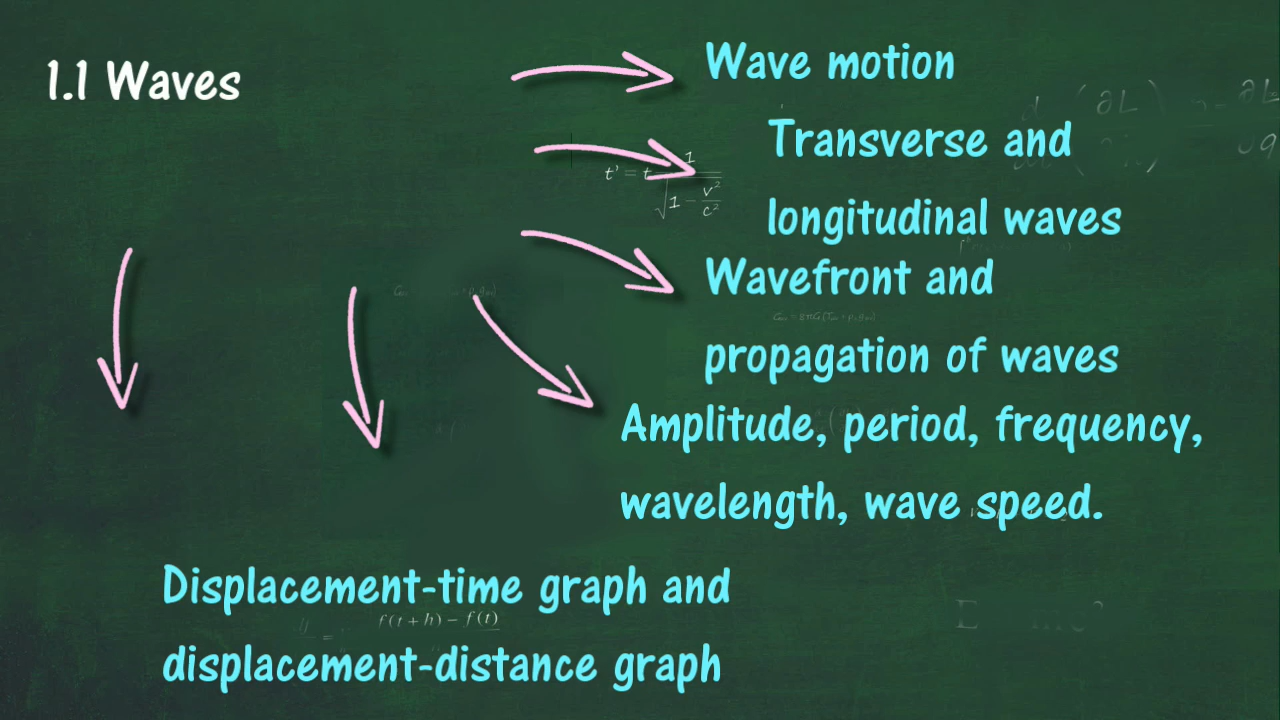 1.1 Waves
Wave motion
Transverse and
longitudinal waves
Wavefront and
propagation of waves
Amplitude, period, frequency,
wavelength, wave speed.
Displacement-time graph and
displacement-distance graph
f(t + h) − f(t)